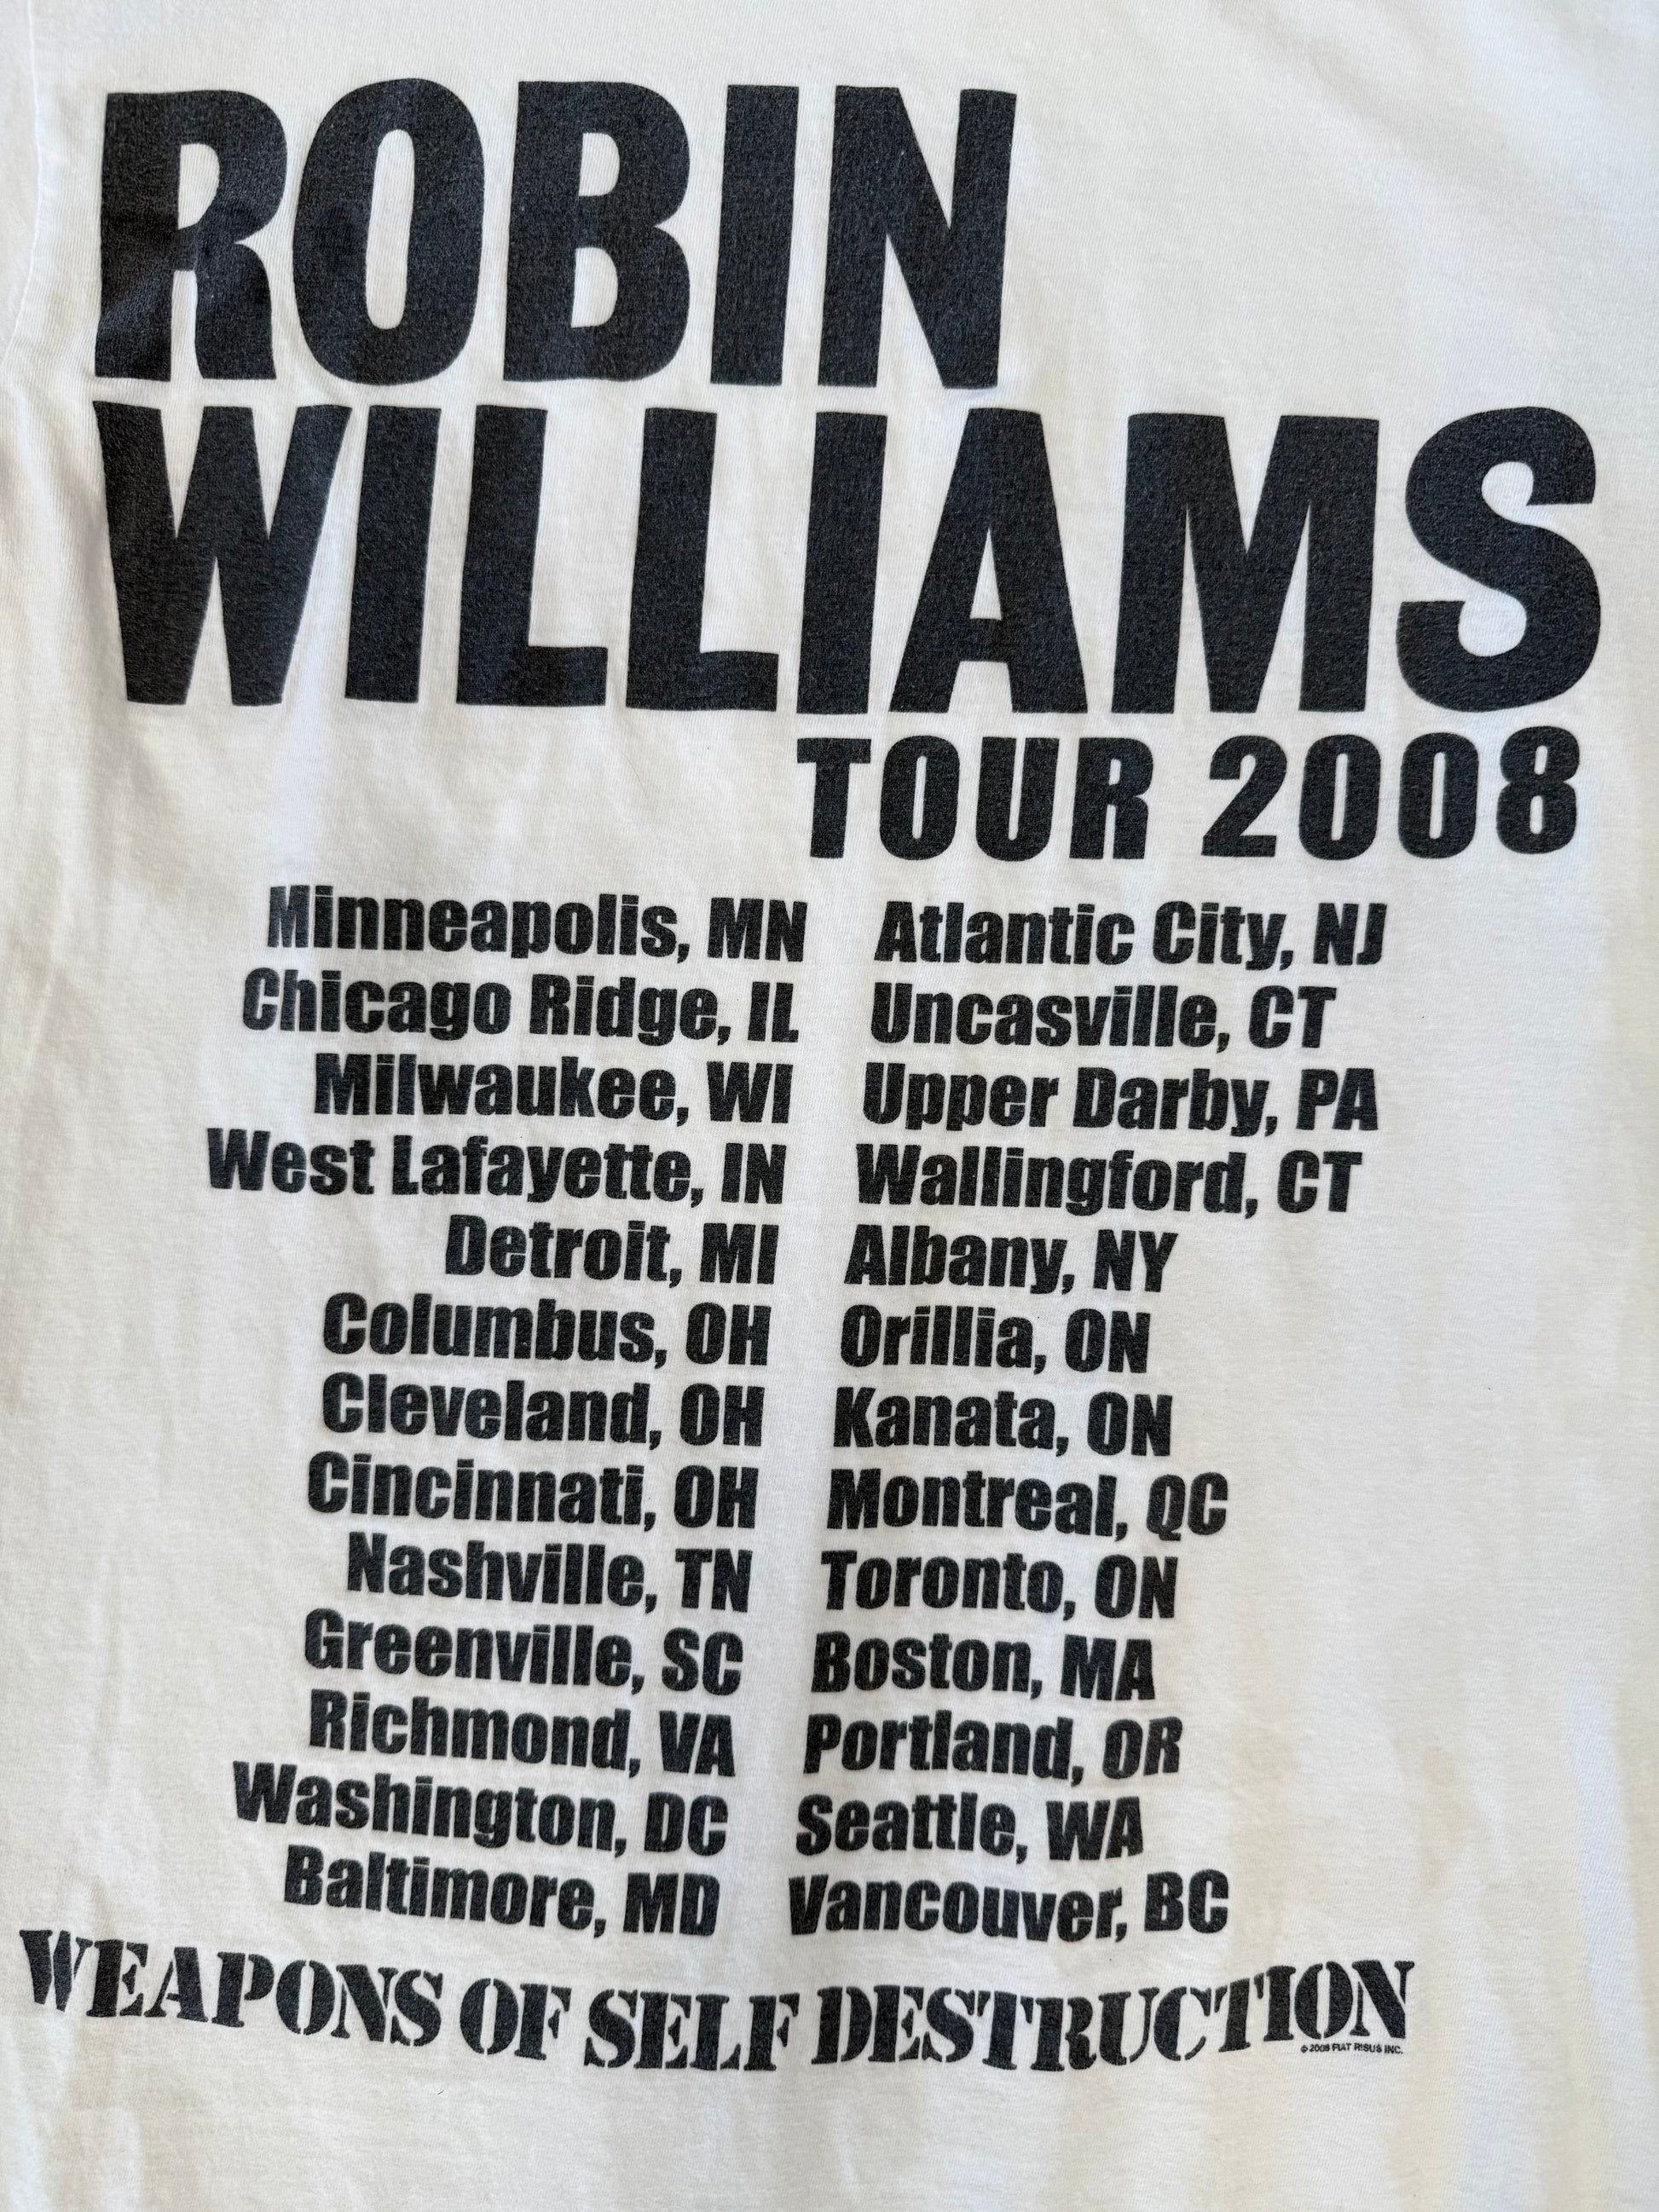 ROBIN
WILLIAMS
TOUR 2008
Minneapolis, MN
Chicago Ridge, IL
Milwaukee, WI
West Lafayette, IN
Detroit, MI
Columbus, OH
Cleveland, OH
Cincinnati, OH
Nashville, TN
Greenville, SC
Richmond, VA
Washington, DC
Baltimore, MD
Atlantic City, NJ
Uncasville, CT
Upper Darby, PA
Wallingford, CT
Albany, NY
Orillia, ON
Kanata, ON
Montreal, QC
Toronto, ON
Boston, MA
Portland, OR
Seattle, WA
Vancouver, BC
WEAPONS OF SELF DESTRUCTION
© 2008 FIAT RISUS INC.